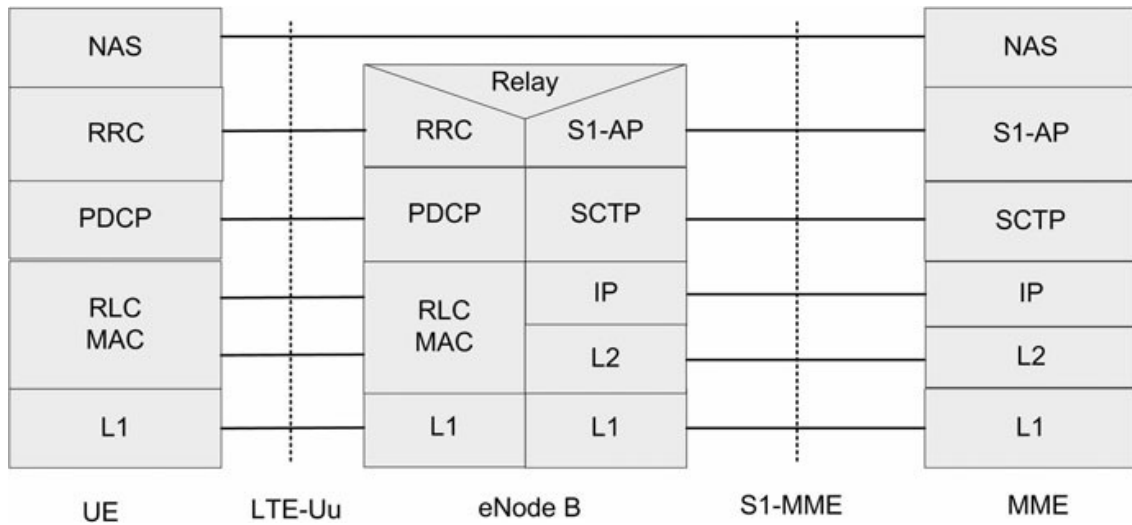 NAS
NAS
Relay
RRC
RRC
S1-AP
S1-AP
PDCP
PDCP
SCTP
SCTP
RLC
MAC
RLC
MAC
IP
IP
L2
L2
L1
L1
L1
L1
UE
LTE-Uu
eNode B
S1-MME
MME